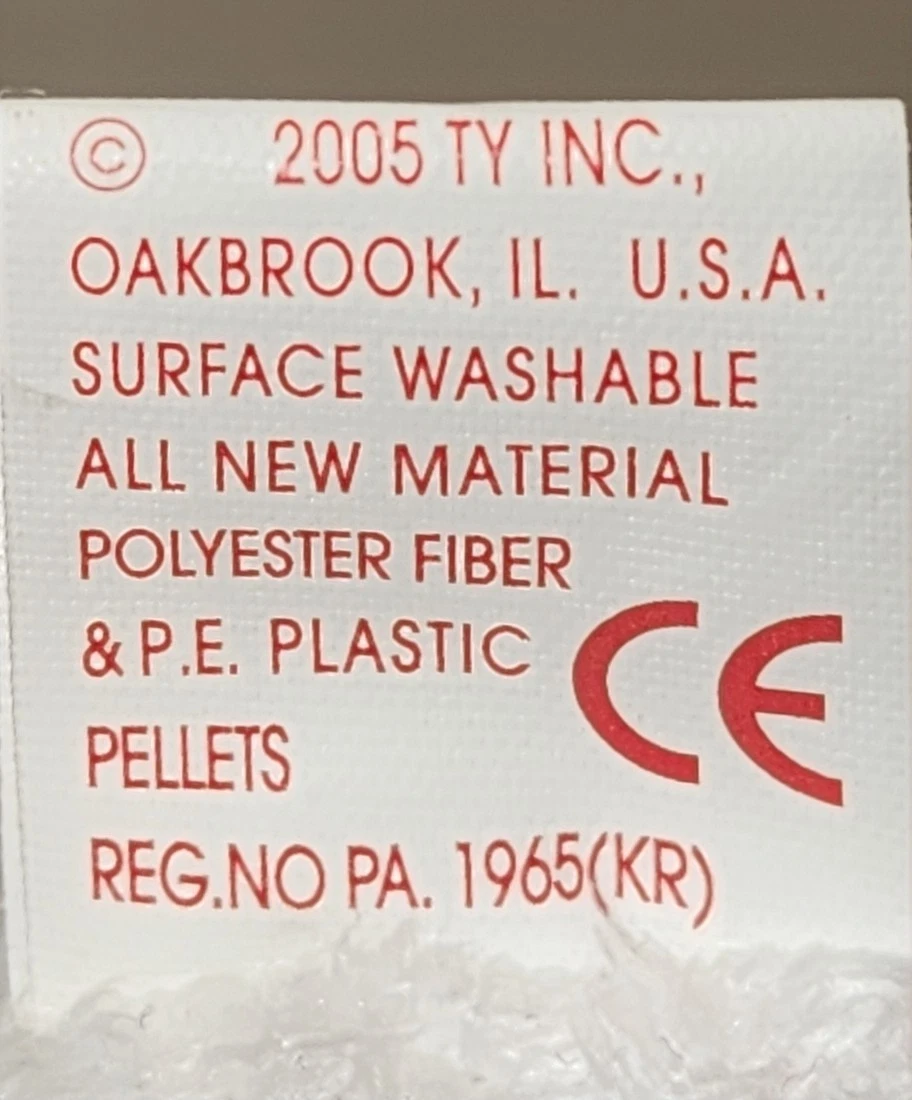 © 2005 TY INC.,
OAKBROOK, IL. U.S.A.
SURFACE WASHABLE
ALL NEW MATERIAL
POLYESTER FIBER
& P.E. PLASTIC
CE
PELLETS
REG.NO PA. 1965(KR)